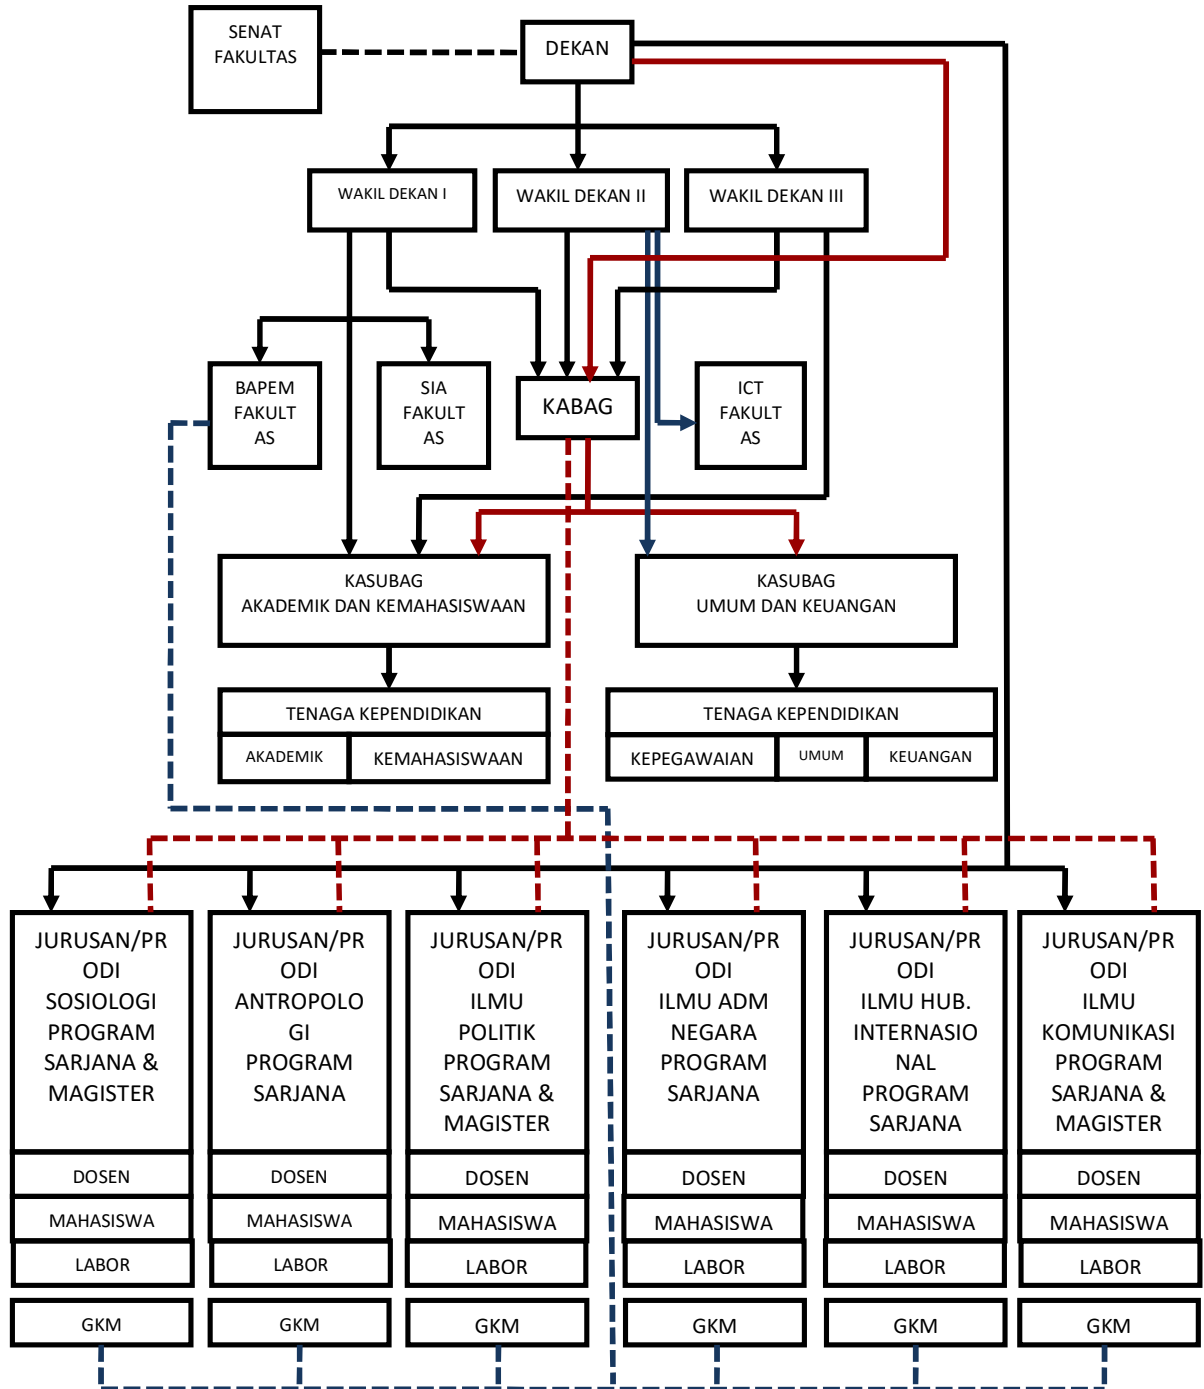 SENAT
FAKULTAS
DEKAN
WAKIL DEKAN I
WAKIL DEKAN II
WAKIL DEKAN III
BAPEM
FAKULT
AS
SIA
FAKULT
AS
KABAG
ICT
FAKULT
AS
KASUBAG
AKADEMIK DAN KEMAHASISWAAN
KASUBAG
UMUM DAN KEUANGAN
TENAGA KEPENDIDIKAN
AKADEMIK
KEMAHASISWAAN
TENAGA KEPENDIDIKAN
KEPEGAWAIAN
UMUM
KEUANGAN
JURUSAN/PR
ODI
SOSIOLOGI
PROGRAM
SARJANA &
MAGISTER
DOSEN
MAHASISWA
LABOR
GKM
JURUSAN/PR
ODI
ANTROPOLO
GI
PROGRAM
SARJANA
DOSEN
MAHASISWA
LABOR
GKM
JURUSAN/PR
ODI
ILMU
POLITIK
PROGRAM
SARJANA &
MAGISTER
DOSEN
MAHASISWA
LABOR
GKM
JURUSAN/PR
ODI
ILMU ADM
NEGARA
PROGRAM
SARJANA
DOSEN
MAHASISWA
LABOR
GKM
JURUSAN/PR
ODI
ILMU HUB.
INTERNASIO
NAL
PROGRAM
SARJANA
DOSEN
MAHASISWA
LABOR
GKM
JURUSAN/PR
ODI
ILMU
KOMUNIKASI
PROGRAM
SARJANA &
MAGISTER
DOSEN
MAHASISWA
LABOR
GKM